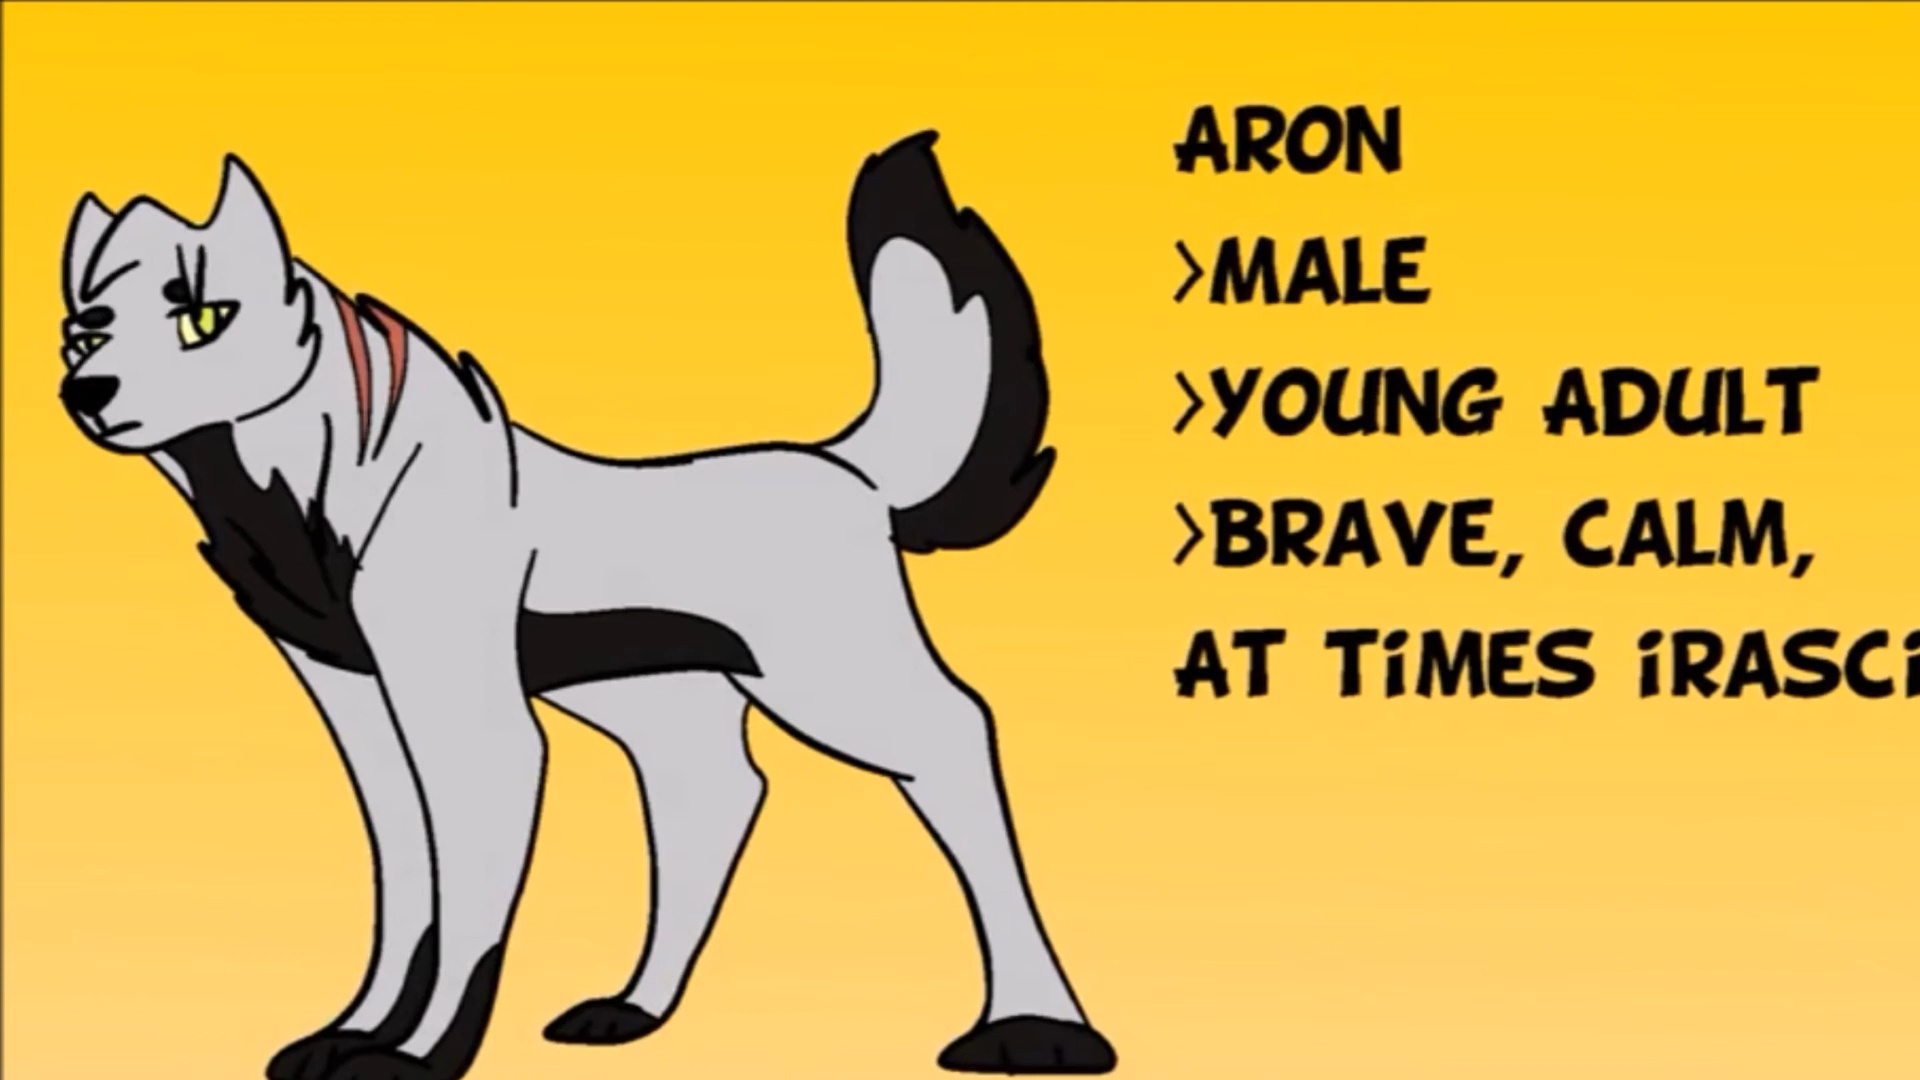 ARON
>MALE
>YOUNG ADULT
>BRAVE, CALM,
AT TiMES